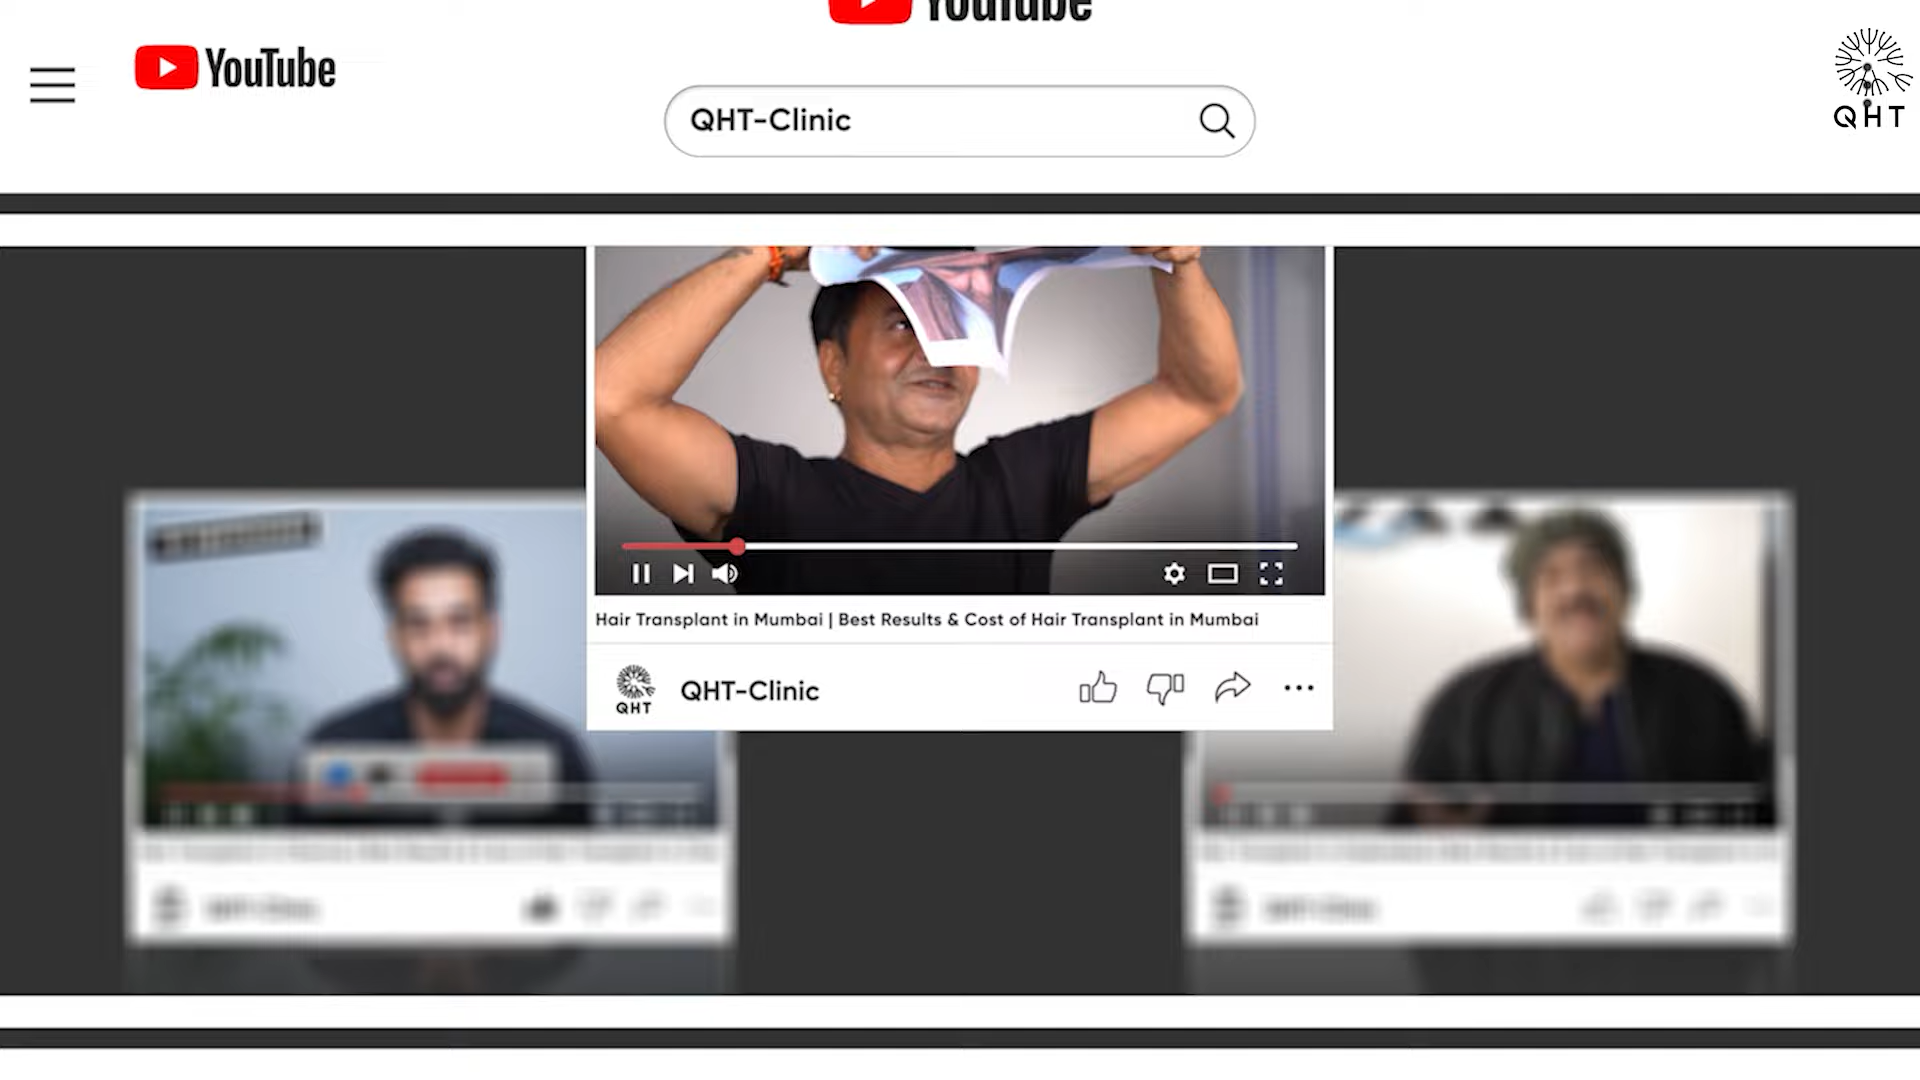 YouTube
YouTube
QHT-Clinic
QHT
Hair Transplant in Mumbai | Best Results & Cost of Hair Transplant in Mumbai
QHT
QHT-Clinic